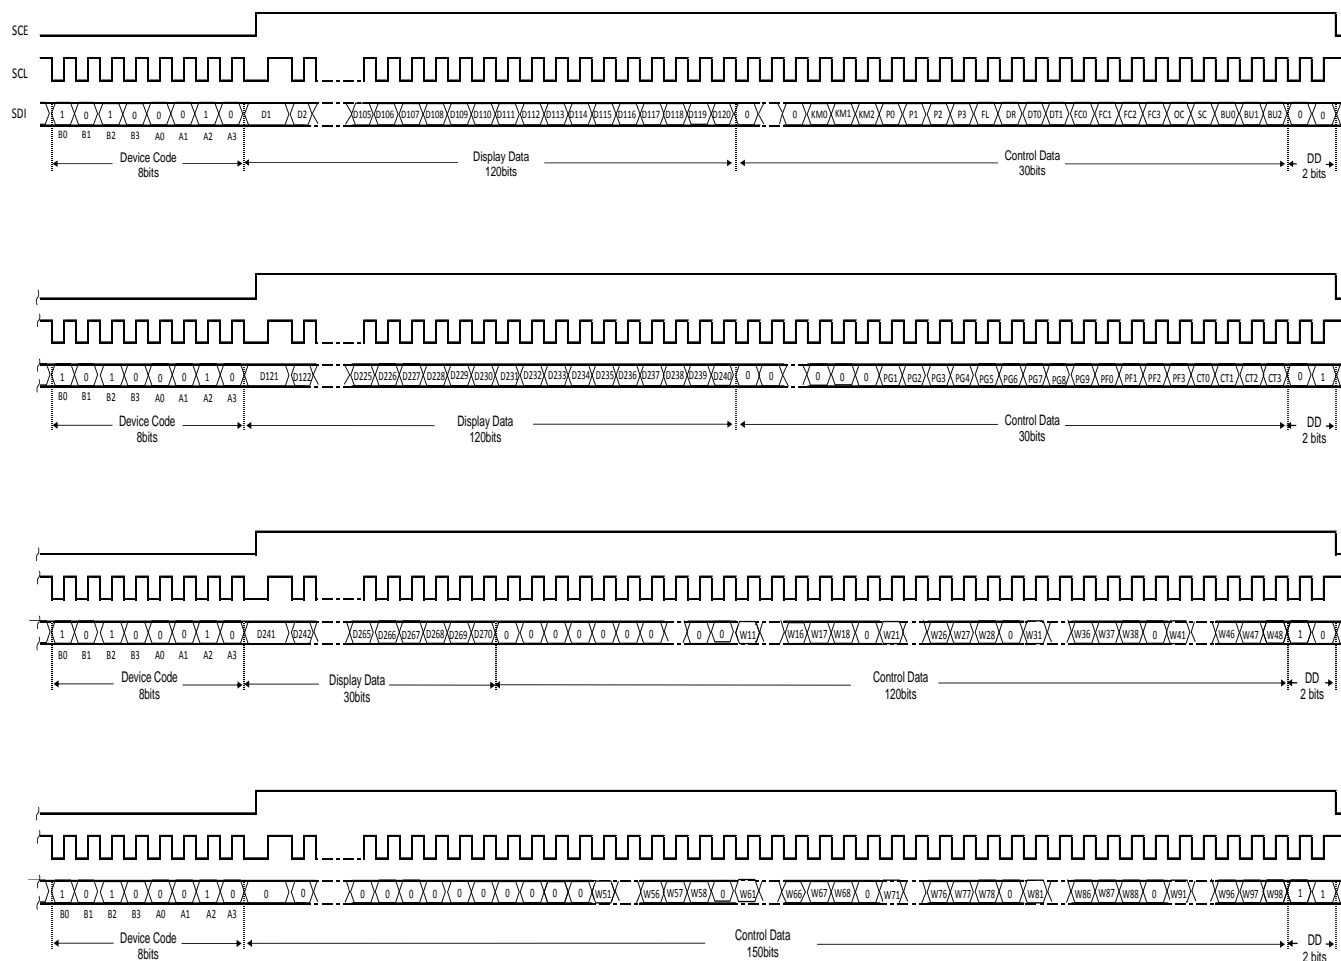 SCE
SCL
SDI 1 0 1 0 0 0 1 0 D1 D2 D105 D106 D107 D108 D109 D110 D111 D112 D113 D114 D115 D116 D117 D118 D119 D120 0 0 KM0 KM1 KM2 P0 P1 P2 P3 FL DR DT0 DT1 FC0 FC1 FC2 FC3 OC SC BU0 BU1 BU2 0 0
B0 B1 B2 B3 A0 A1 A2 A3
Device Code Display Data Control Data DD
8bits 120bits 30bits 2 bits
1 0 1 0 0 0 1 0 D121 D122 D225 D226 D227 D228 D229 D230 D231 D232 D233 D234 D235 D236 D237 D238 D239 D240 0 0 0 0 0 PG1 PG2 PG3 PG4 PG5 PG6 PG7 PG8 PG9 PF0 PF1 PF2 PF3 CT0 CT1 CT2 CT3 0 1
B0 B1 B2 B3 A0 A1 A2 A3
Device Code Display Data Control Data DD
8bits 120bits 30bits 2 bits
1 0 1 0 0 0 1 0 D241 D242 D265 D266 D267 D268 D269 D270 0 0 0 0 0 0 0 0 0 W11 W16 W17 W18 0 W21 W26 W27 W28 0 W31 W36 W37 W38 0 W41 W46 W47 W48 1 0
B0 B1 B2 B3 A0 A1 A2 A3
Device Code Display Data Control Data DD
8bits 30bits 120bits 2 bits
1 0 1 0 0 0 1 0 0 0 0 0 0 0 0 0 0 0 0 0 W51 W56 W57 W58 0 W61 W66 W67 W68 0 W71 W76 W77 W78 0 W81 W86 W87 W88 0 W91 W96 W97 W98 1 1
B0 B1 B2 B3 A0 A1 A2 A3
Device Code Control Data DD
8bits 150bits 2 bits